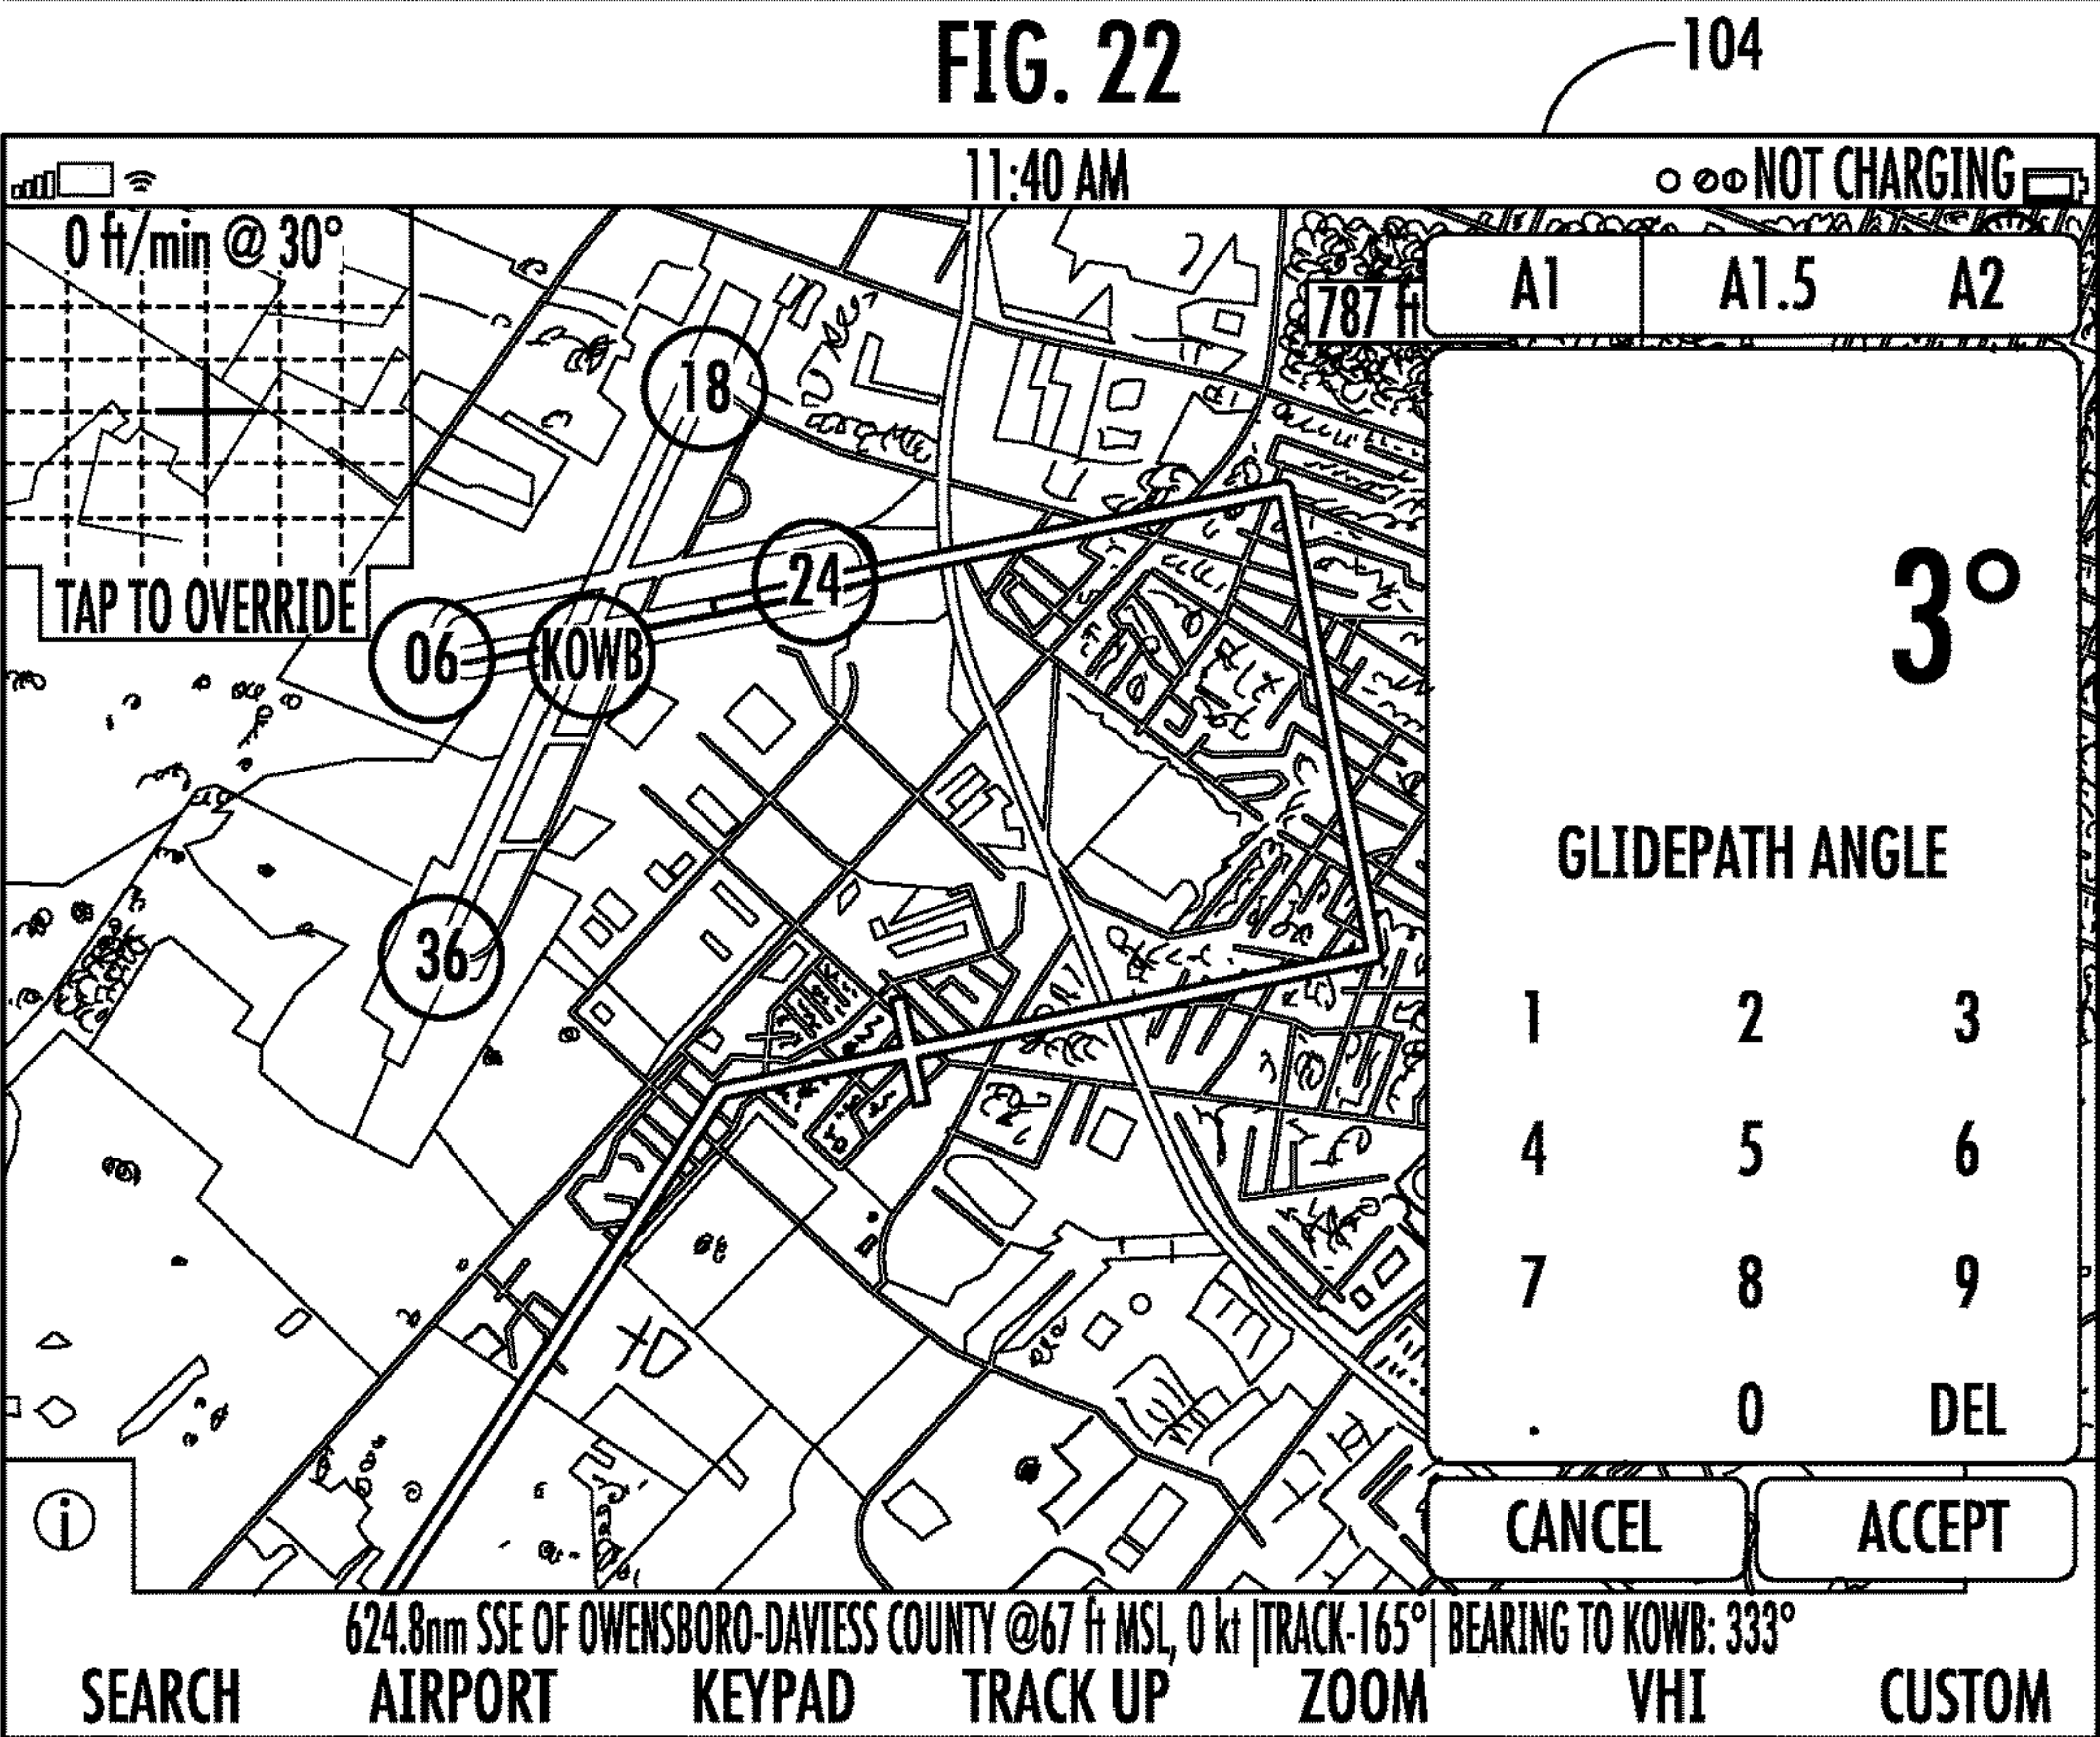 FIG. 22
104
11:40 AM
NOT CHARGING
0 ft/min @ 30°
TAP TO OVERRIDE
18
24
06
KOWB
36
787 ft
A1 A1.5 A2
3°
GLIDEPATH ANGLE
1 2 3
4 5 6
7 8 9
. 0 DEL
CANCEL ACCEPT
i
624.8nm SSE OF OWENSBORO-DAVIESS COUNTY @67 ft MSL, 0 kt |TRACK-165°| BEARING TO KOWB: 333°
SEARCH AIRPORT KEYPAD TRACK UP ZOOM VHI CUSTOM